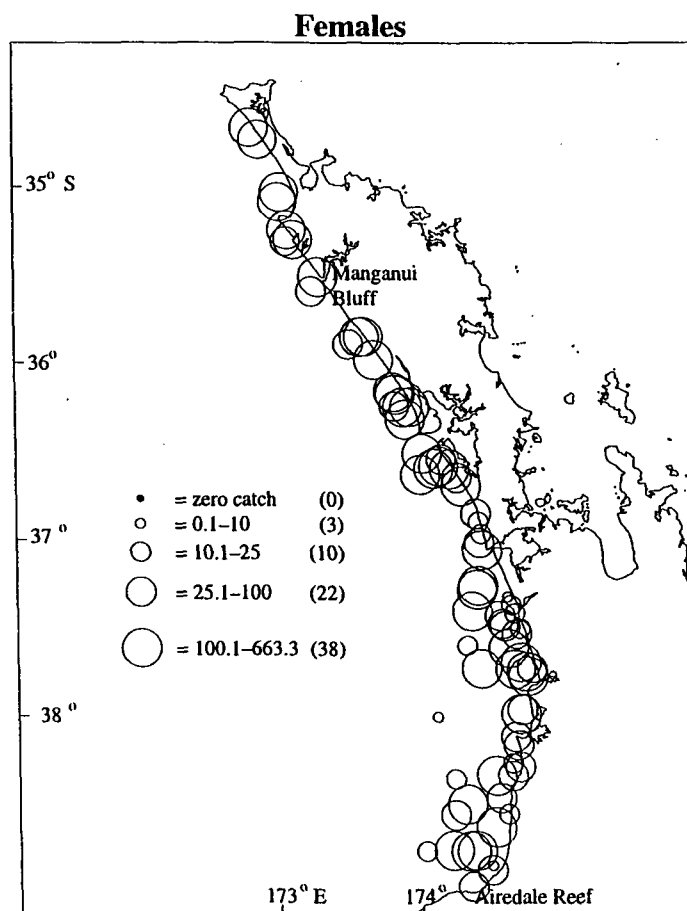 Females
35° S
Manganui
Bluff
36°
= zero catch (0)
= 0.1–10 (3)
37°
= 10.1–25 (10)
= 25.1–100 (22)
= 100.1–663.3 (38)
38°
173° E
174°
Airedale Reef